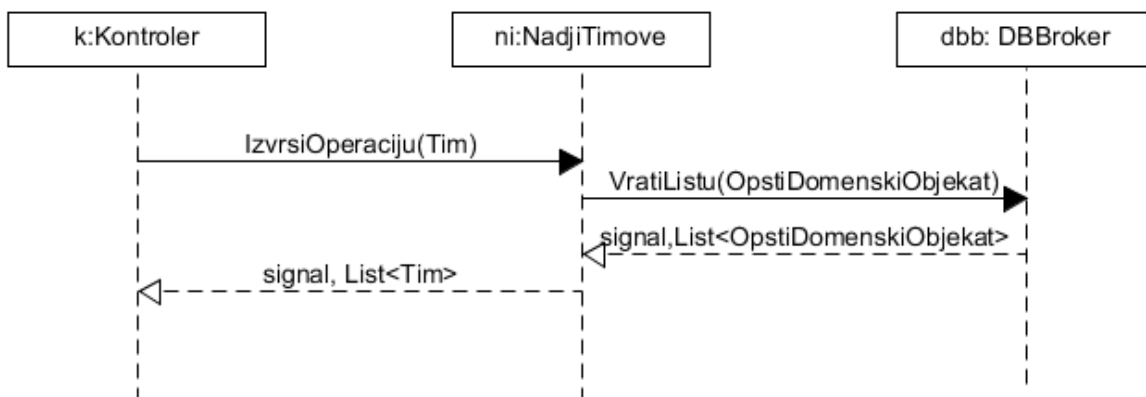 k:Kontroler
ni:NadjiTimove
dbb: DBBroker
IzvrsiOperaciju(Tim)
VratiListu(OpstiDomenskiObjekat)
signal,List<OpstiDomenskiObjekat>
signal, List<Tim>